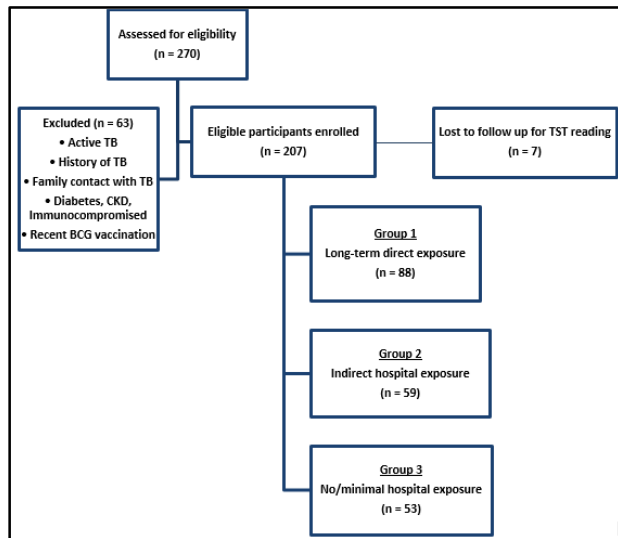 Assessed for eligibility
(n = 270)
Excluded (n = 63)
• Active TB
• History of TB
• Family contact with TB
• Diabetes, CKD,
Immunocompromised
• Recent BCG vaccination
Eligible participants enrolled
(n = 207)
Lost to follow up for TST reading
(n = 7)
Group 1
Long-term direct exposure
(n = 88)
Group 2
Indirect hospital exposure
(n = 59)
Group 3
No/minimal hospital exposure
(n = 53)